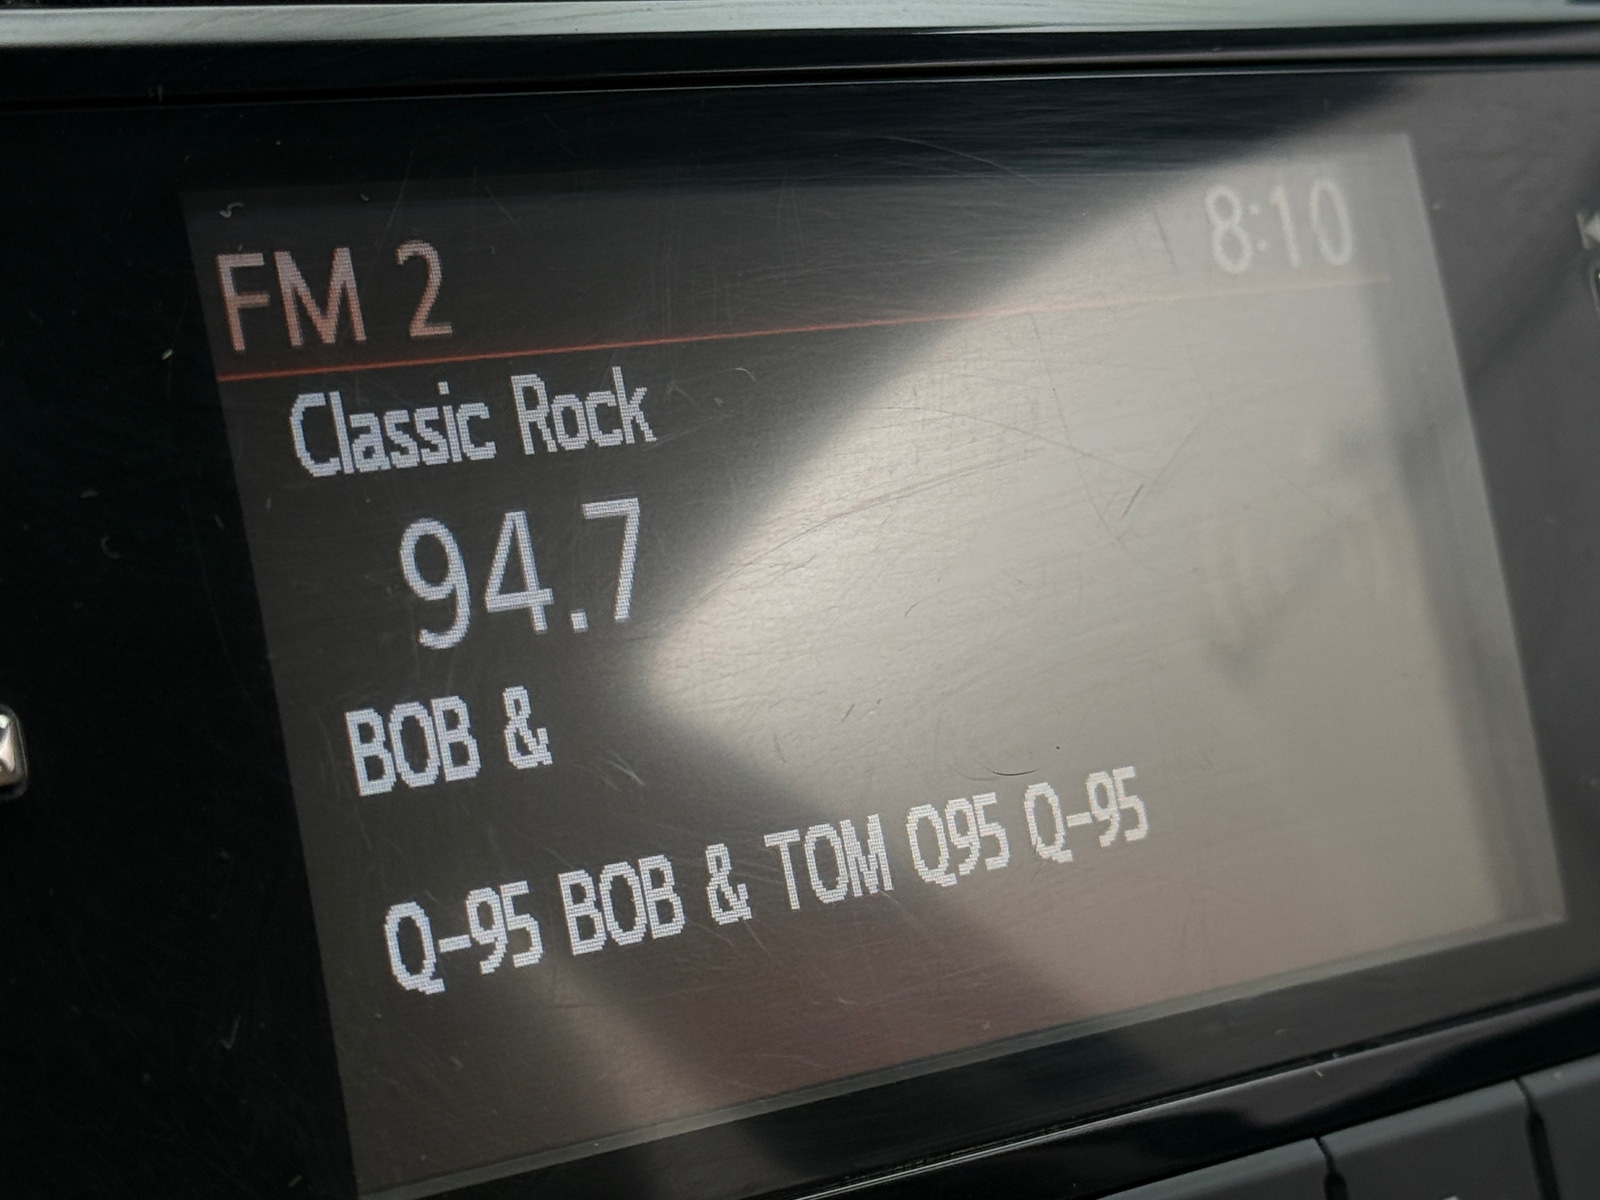 FM 2 8:10
Classic Rock
94.7
BOB &
Q-95 BOB & TOM Q95 Q-95